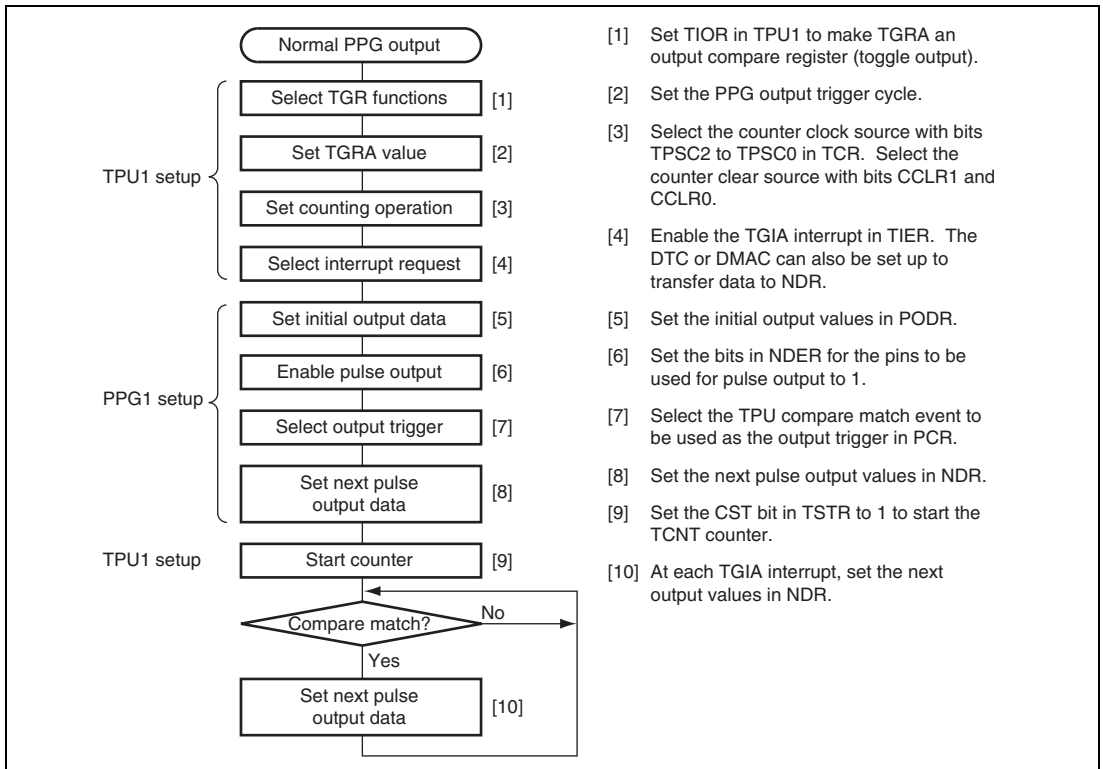 Normal PPG output
TPU1 setup
Select TGR functions [1]
Set TGRA value [2]
Set counting operation [3]
Select interrupt request [4]
PPG1 setup
Set initial output data [5]
Enable pulse output [6]
Select output trigger [7]
Set next pulse
output data
[8]
TPU1 setup
Start counter [9]
Compare match?
No
Yes
Set next pulse
output data
[10]
[1] Set TIOR in TPU1 to make TGRA an
output compare register (toggle output).
[2] Set the PPG output trigger cycle.
[3] Select the counter clock source with bits
TPSC2 to TPSC0 in TCR. Select the
counter clear source with bits CCLR1 and
CCLR0.
[4] Enable the TGIA interrupt in TIER. The
DTC or DMAC can also be set up to
transfer data to NDR.
[5] Set the initial output values in PODR.
[6] Set the bits in NDER for the pins to be
used for pulse output to 1.
[7] Select the TPU compare match event to
be used as the output trigger in PCR.
[8] Set the next pulse output values in NDR.
[9] Set the CST bit in TSTR to 1 to start the
TCNT counter.
[10] At each TGIA interrupt, set the next
output values in NDR.